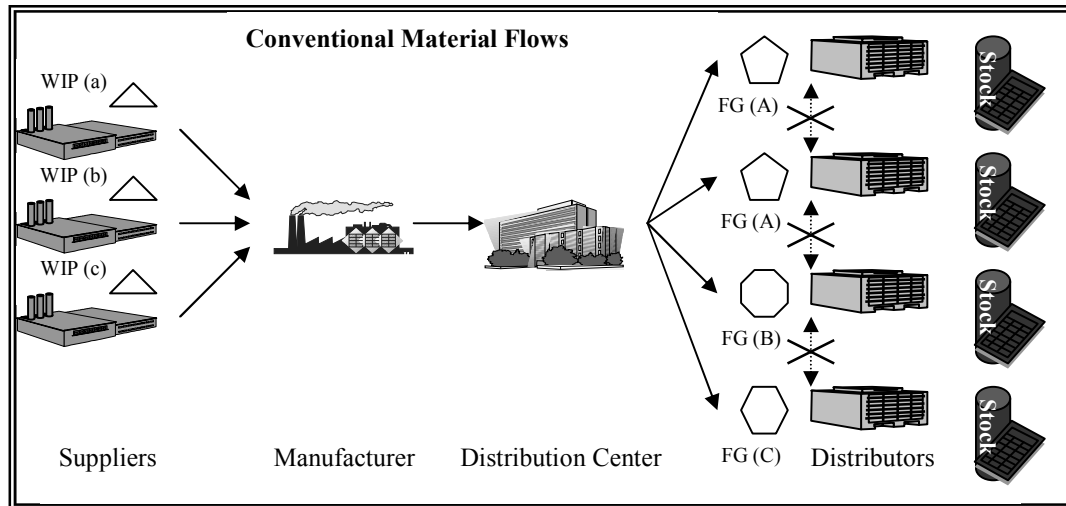 Conventional Material Flows
WIP (a)
WIP (b)
WIP (c)
FG (A)
FG (A)
FG (B)
FG (C)
Stock
Stock
Stock
Stock
Suppliers
Manufacturer
Distribution Center
Distributors